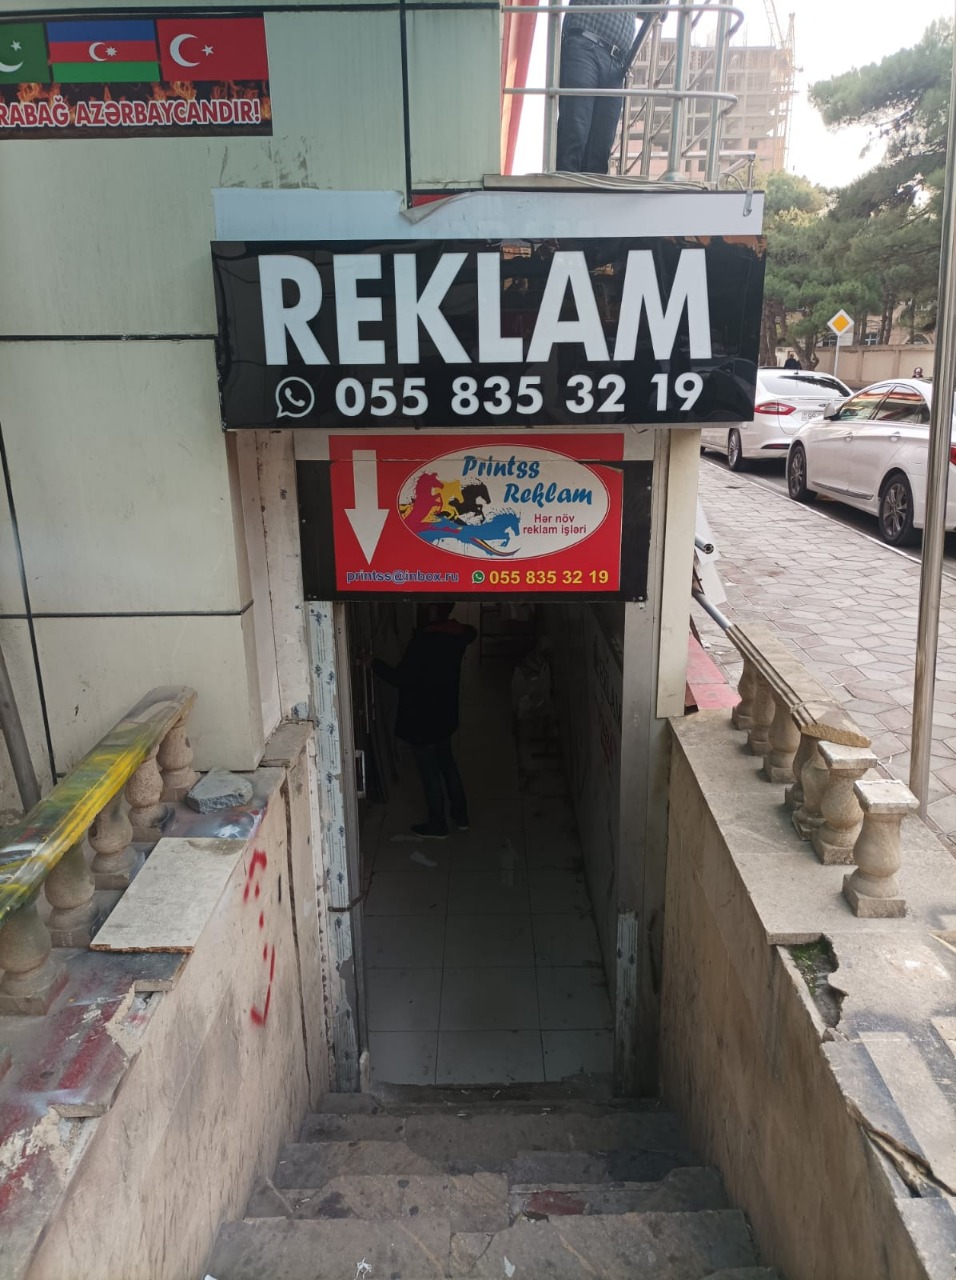 RABAĞ AZƏRBAYCANDIR!
REKLAM
055 835 32 19
Printss
Reklam
Hər növ
reklam işləri
printss@inbox.ru 055 835 32 19